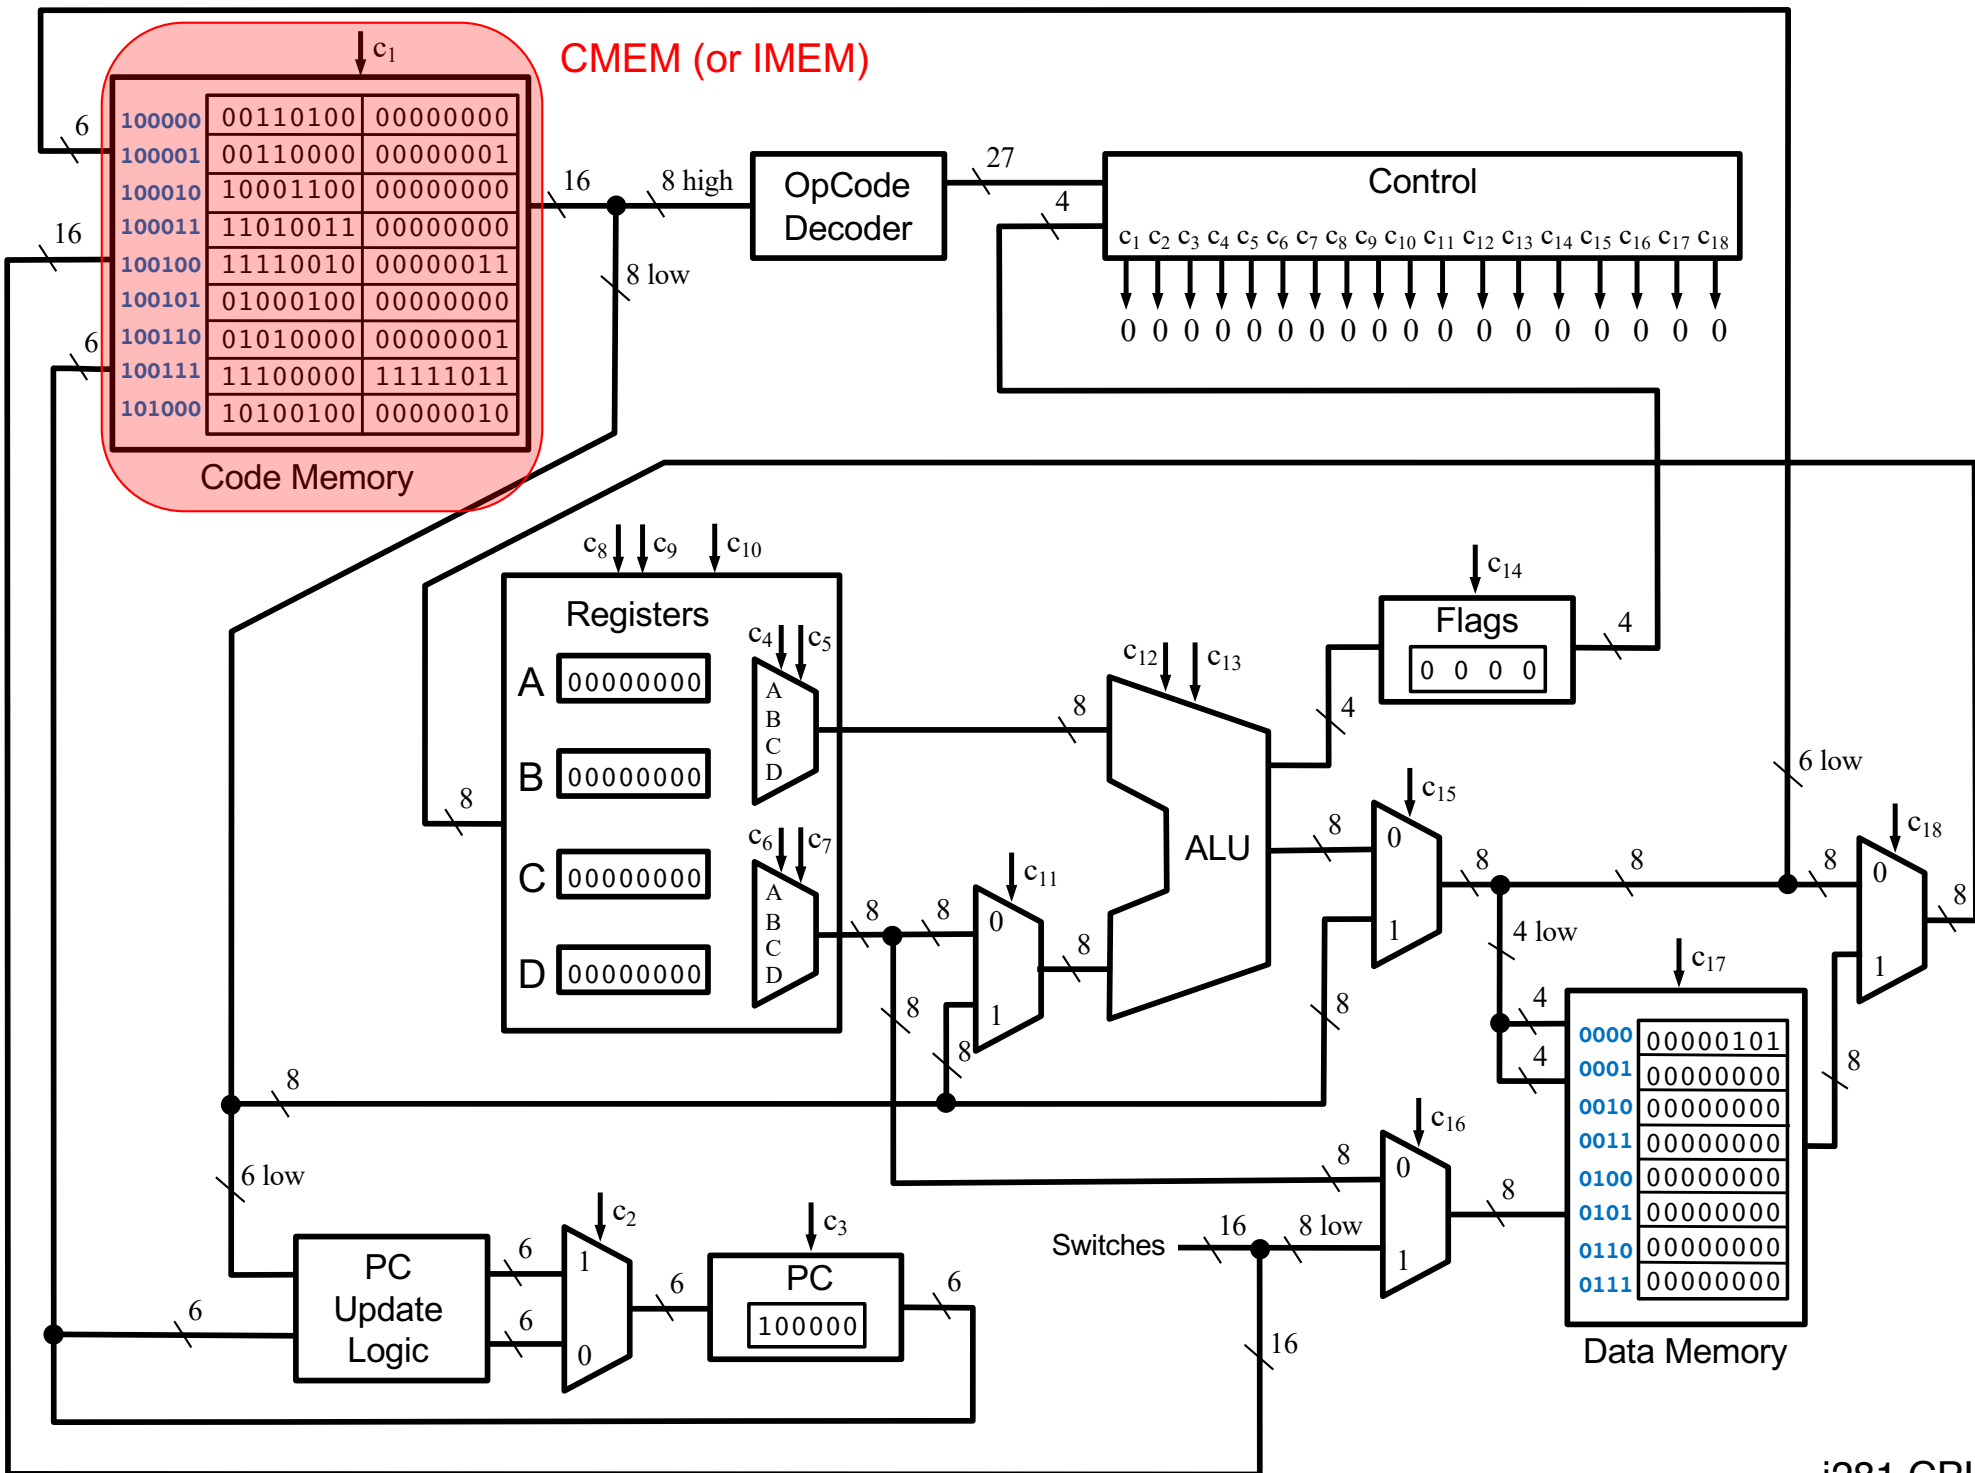 c1
CMEM (or IMEM)
100000 00110100 00000000
100001 00110000 00000001
100010 10001100 00000000
100011 11010011 00000000
100100 11110010 00000011
100101 01000100 00000000
100110 01010000 00000001
100111 11100000 11111011
101000 10100100 00000010
Code Memory
6
16
6
16
8 high
8 low
OpCode
Decoder
27
4
Control
c1 c2 c3 c4 c5 c6 c7 c8 c9 c10 c11 c12 c13 c14 c15 c16 c17 c18
0 0 0 0 0 0 0 0 0 0 0 0 0 0 0 0 0 0
c8 c9 c10
Registers
A 00000000
B 00000000
C 00000000
D 00000000
8
c4 c5
A
B
C
D
c6 c7
A
B
C
D
8
8
8
8
c11
0
1
8
8
8
c12 c13
ALU
c14
Flags
0 0 0 0
4
4
8
c15
0
1
8
8
8
8
6 low
4 low
4
4
c18
0
1
8
8
c17
0000 00000101
0001 00000000
0010 00000000
0011 00000000
0100 00000000
0101 00000000
0110 00000000
0111 00000000
Data Memory
8
c16
0
1
8
Switches
16
8 low
16
6 low
6
PC
Update
Logic
6
6
c2
1
0
6
c3
PC
100000
6